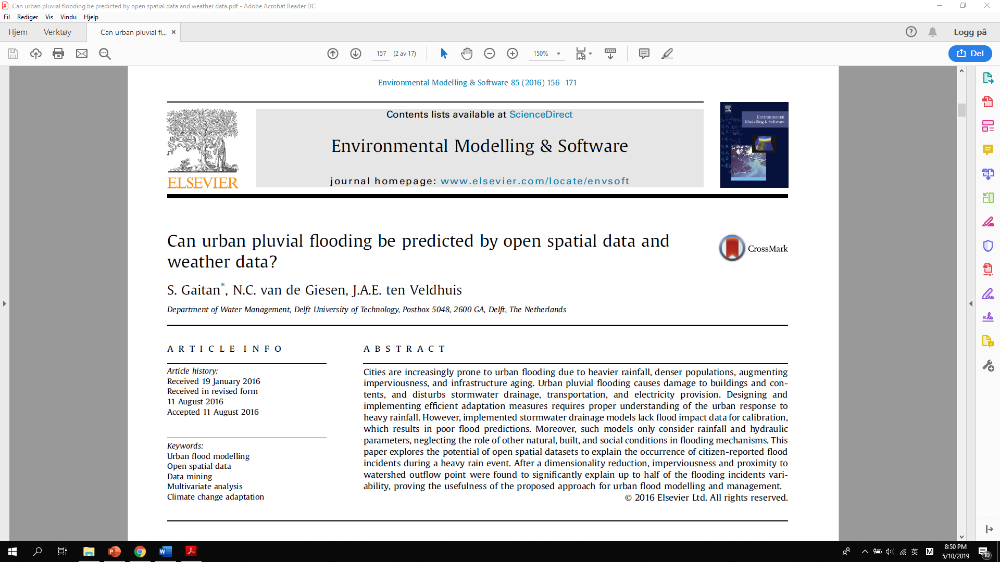 Can urban pluvial flooding be predicted by open spatial data and weather data.pdf - Adobe Acrobat Reader DC
Fil Rediger Vis Vindu Hjelp
Hjem Verktøy Can urban pluvial fl... Logg på
157 (2 av 17) 150% Del
Environmental Modelling & Software 85 (2016) 156–171
Contents lists available at ScienceDirect
Environmental Modelling & Software
journal homepage: www.elsevier.com/locate/envsoft
ELSEVIER
Environmental
Modelling & Software
Can urban pluvial flooding be predicted by open spatial data and
weather data?
CrossMark
S. Gaitan*, N.C. van de Giesen, J.A.E. ten Veldhuis
Department of Water Management, Delft University of Technology, Postbox 5048, 2600 GA, Delft, The Netherlands
ARTICLE INFO
Article history:
Received 19 January 2016
Received in revised form
11 August 2016
Accepted 11 August 2016
Keywords:
Urban flood modelling
Open spatial data
Data mining
Multivariate analysis
Climate change adaptation
ABSTRACT
Cities are increasingly prone to urban flooding due to heavier rainfall, denser populations, augmenting
imperviousness, and infrastructure aging. Urban pluvial flooding causes damage to buildings and con-
tents, and disturbs stormwater drainage, transportation, and electricity provision. Designing and
implementing efficient adaptation measures requires proper understanding of the urban response to
heavy rainfall. However, implemented stormwater drainage models lack flood impact data for calibration,
which results in poor flood predictions. Moreover, such models only consider rainfall and hydraulic
parameters, neglecting the role of other natural, built, and social conditions in flooding mechanisms. This
paper explores the potential of open spatial datasets to explain the occurrence of citizen-reported flood
incidents during a heavy rain event. After a dimensionality reduction, imperviousness and proximity to
watershed outflow point were found to significantly explain up to half of the flooding incidents vari-
ability, proving the usefulness of the proposed approach for urban flood modelling and management.
© 2016 Elsevier Ltd. All rights reserved.
英 M 8:50 PM
5/10/2019
10